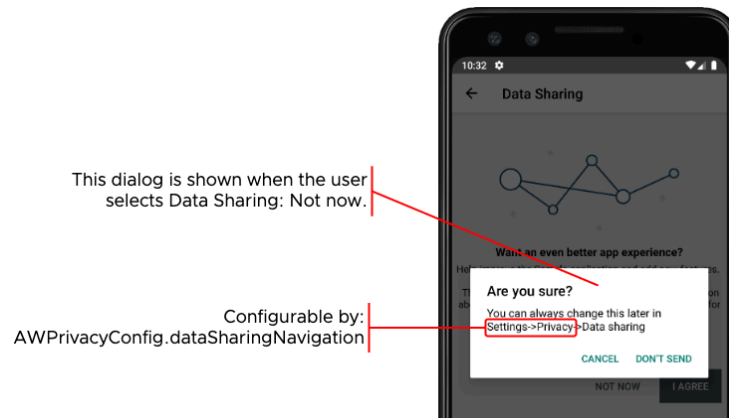 10:32
Data Sharing
This dialog is shown when the user
selects Data Sharing: Not now.
Want an even better app experience?
Are you sure?
You can always change this later in
Settings->Privacy->Data sharing
Configurable by:
AWPrivacyConfig.dataSharingNavigation
CANCEL DON'T SEND
NOT NOW I AGREE